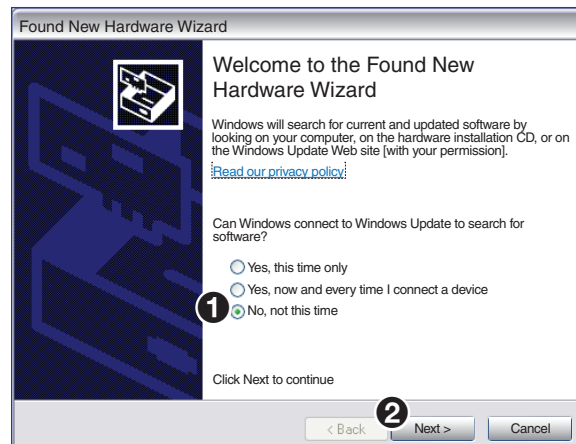 Found New Hardware Wizard
Welcome to the Found New
Hardware Wizard
Windows will search for current and updated software by
looking on your computer, on the hardware installation CD, or on
the Windows Update Web site [with your permission].
Read our privacy policy
Can Windows connect to Windows Update to search for
software?
Yes, this time only
Yes, now and every time I connect a device
1 No, not this time
Click Next to continue
< Back 2 Next > Cancel